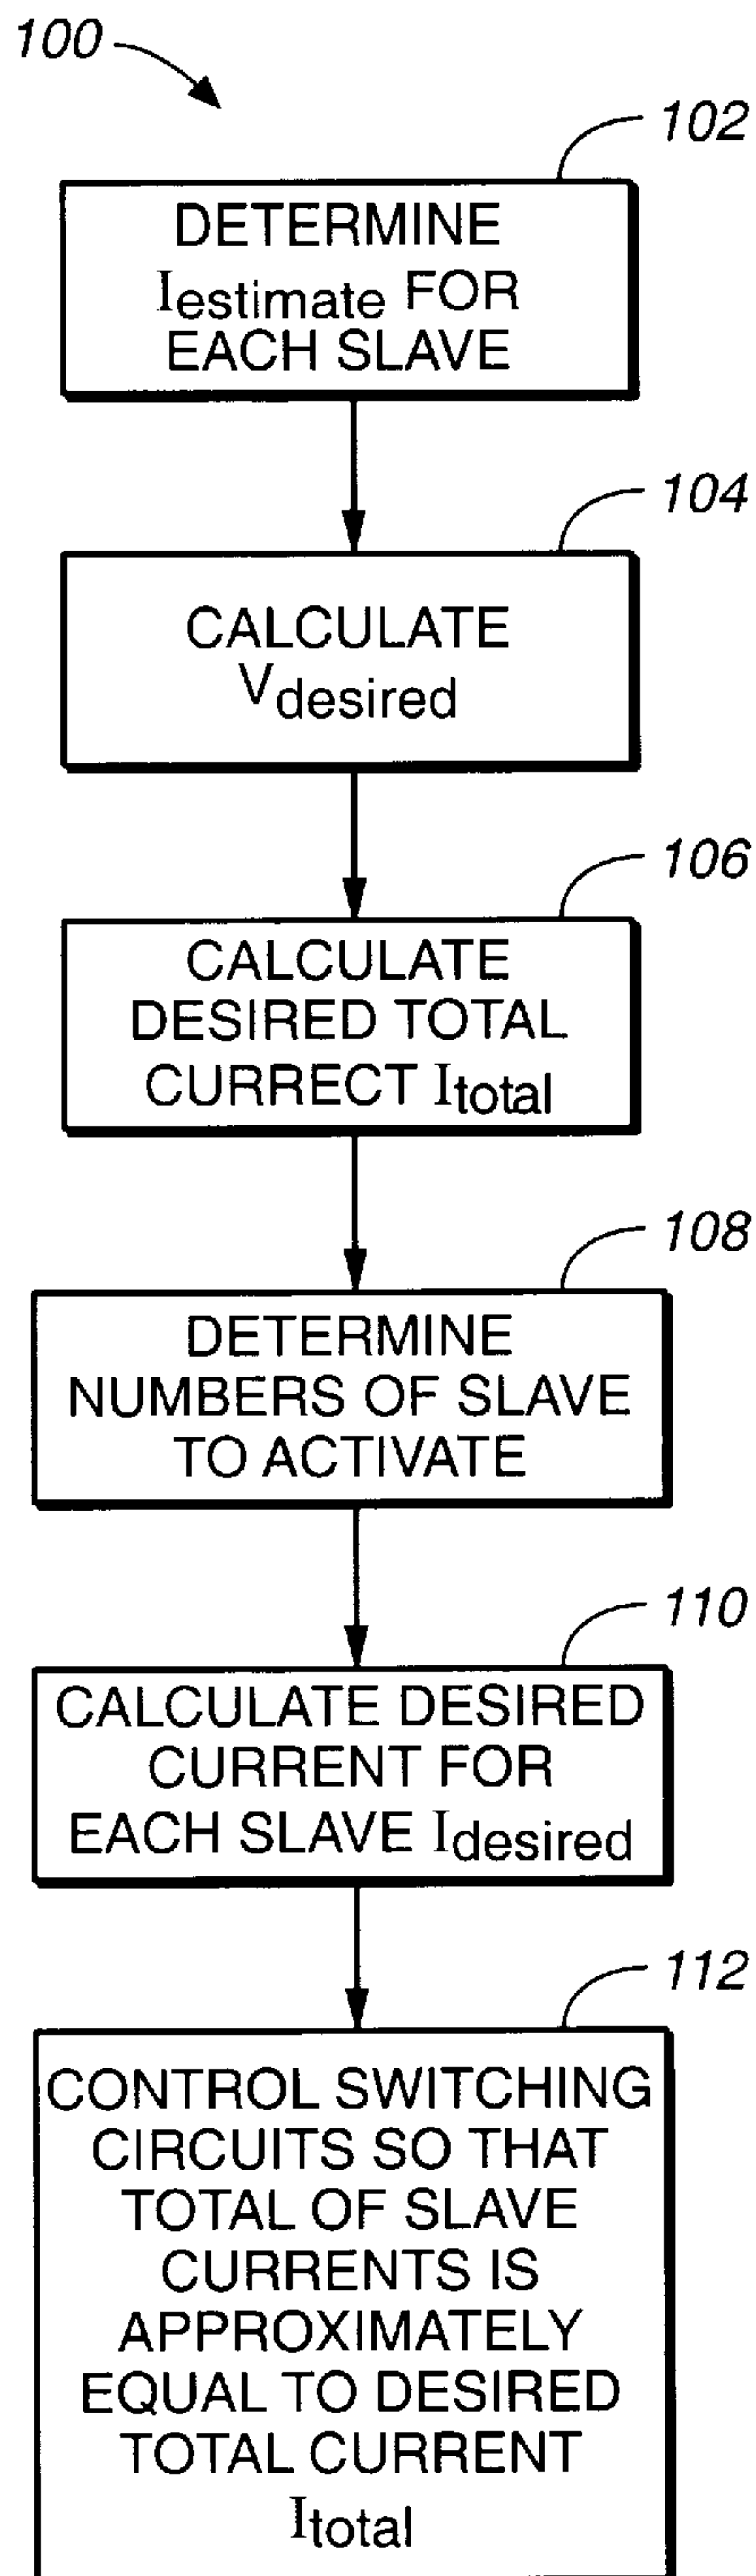 100
102
DETERMINE
Iestimate FOR
EACH SLAVE
104
CALCULATE
Vdesired
106
CALCULATE
DESIRED TOTAL
CURRECT Itotal
108
DETERMINE
NUMBERS OF SLAVE
TO ACTIVATE
110
CALCULATE DESIRED
CURRENT FOR
EACH SLAVE Idesired
112
CONTROL SWITCHING
CIRCUITS SO THAT
TOTAL OF SLAVE
CURRENTS IS
APPROXIMATELY
EQUAL TO DESIRED
TOTAL CURRENT
Itotal